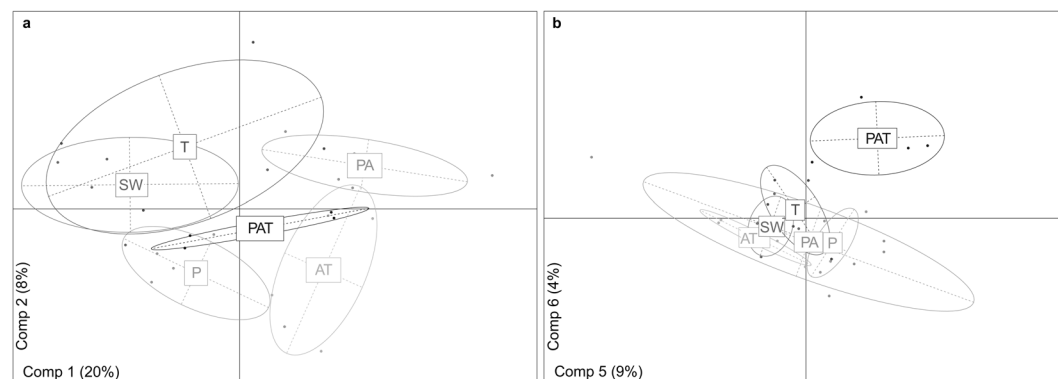 a
T
SW
PA
PAT
P
AT
Comp 2 (8%)
Comp 1 (20%)
b
PAT
T
SW
AT
PA
P
Comp 6 (4%)
Comp 5 (9%)